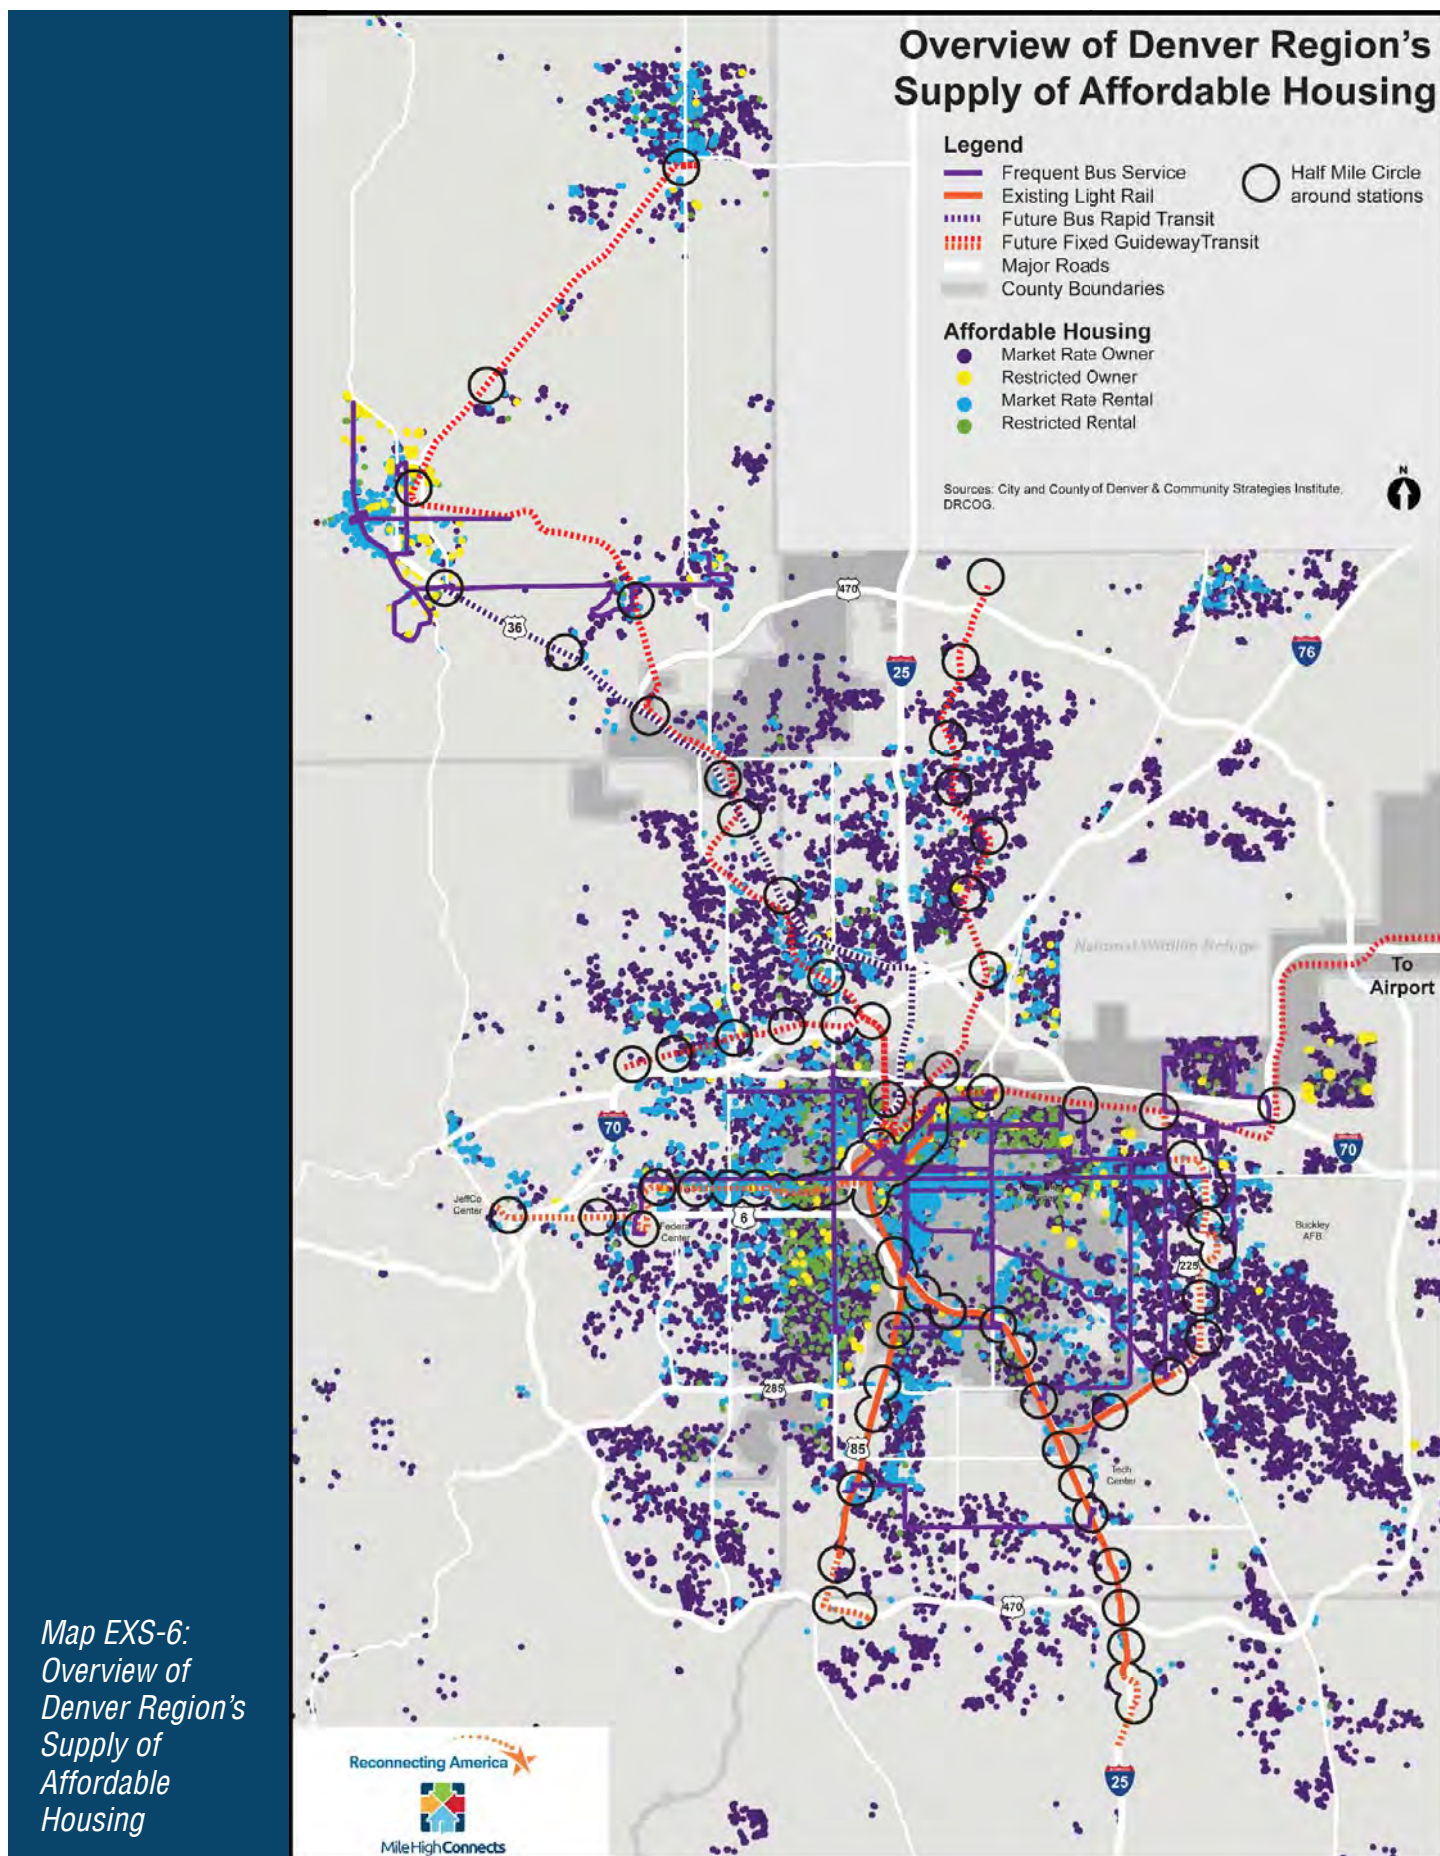 Overview of Denver Region's
Supply of Affordable Housing
Legend
Frequent Bus Service
Existing Light Rail
Future Bus Rapid Transit
Future Fixed GuidewayTransit
Major Roads
County Boundaries
Half Mile Circle
around stations
Affordable Housing
Market Rate Owner
Restricted Owner
Market Rate Rental
Restricted Rental
Sources: City and County of Denver & Community Strategies Institute,
DRCOG.
N
470
36
25
76
National Wildlife Refuge
To
Airport
70
70
JeffCo
Center
6
Federal
Center
Buckley
AFB
225
285
85
Tech
Center
470
25
Map EXS-6:
Overview of
Denver Region's
Supply of
Affordable
Housing
Reconnecting America
MileHighConnects